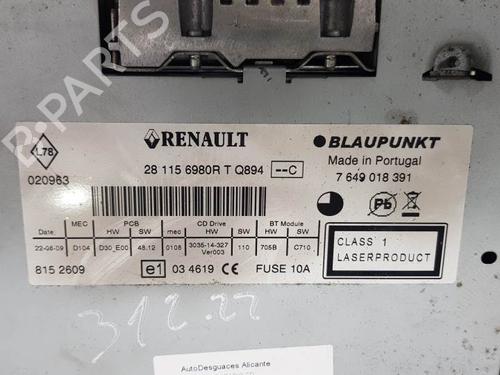 B-PARTS
RENAULT
BLAUPUNKT
L78
28 115 6980R T Q894 --C
Made in Portugal
7 649 018 391
020963
Pb
MEC PCB CD Drive BT Module
Date HW SW mec HW SW HW SW
22-06-09 D104 D30_E00 48.12 0108 3035-14-327 Ver003 110 705B C710
CLASS 1
LASERPRODUCT
815 2609 e1 03 4619 CE FUSE 10A
312.22
AutoDesguaces Alicante